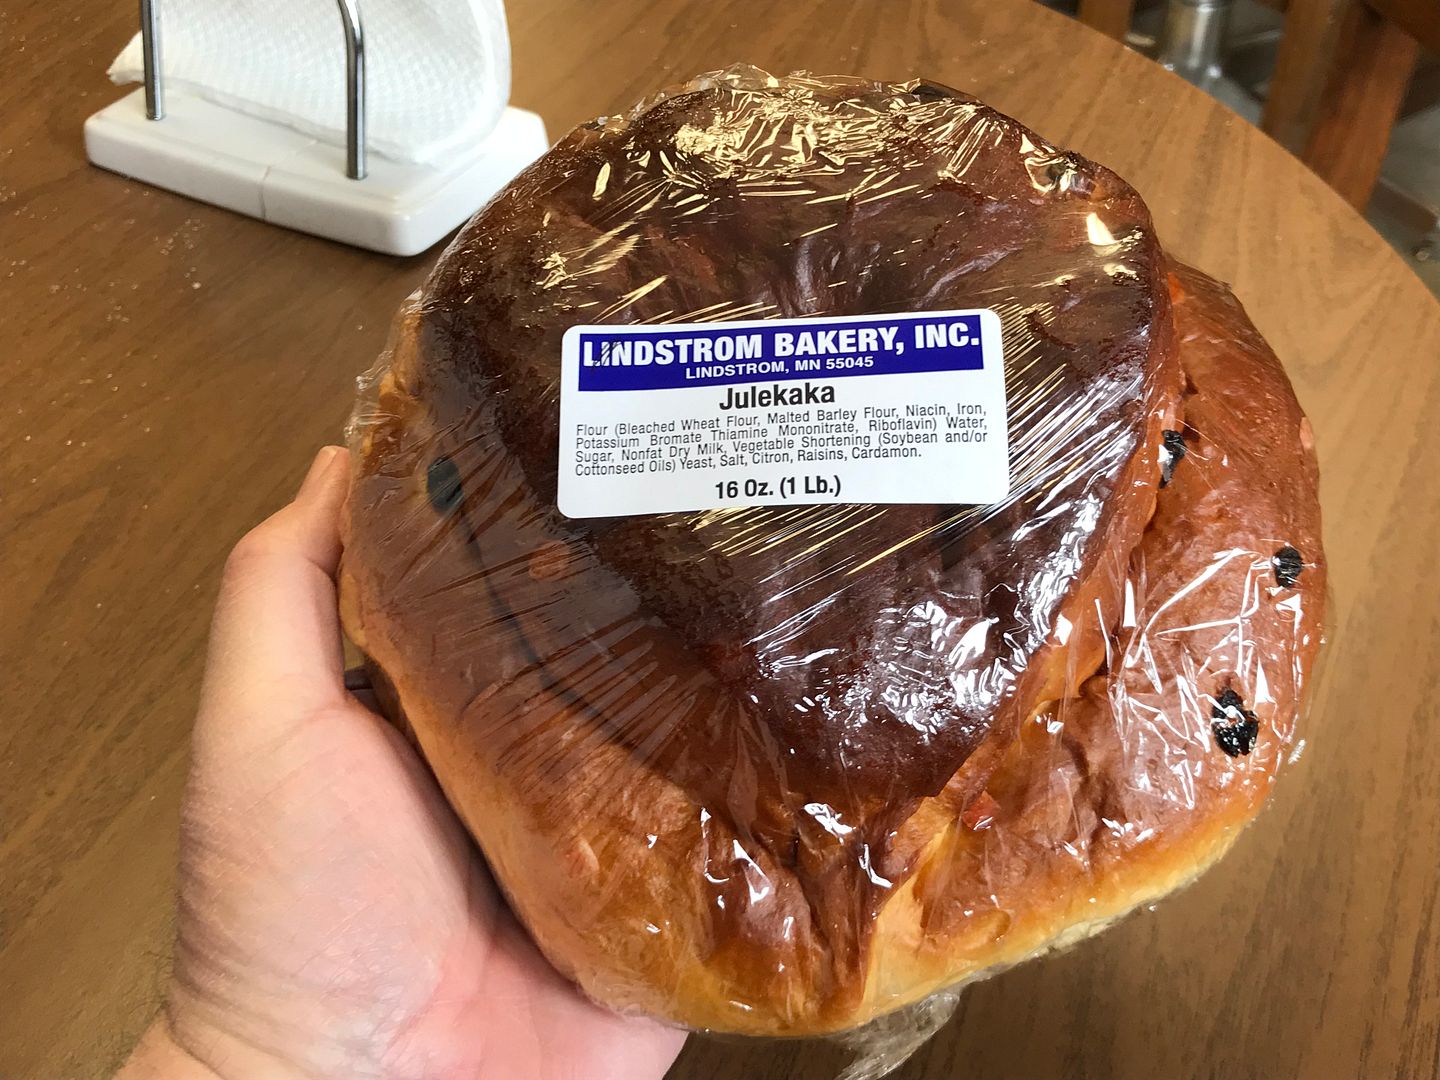 LINDSTROM BAKERY, INC.
LINDSTROM, MN 55045
Julekaka
Flour (Bleached Wheat Flour, Malted Barley Flour, Niacin, Iron,
Potassium Bromate Thiamine Mononitrate, Riboflavin) Water,
Sugar, Nonfat Dry Milk, Vegetable Shortening (Soybean and/or
Cottonseed Oils) Yeast, Salt, Citron, Raisins, Cardamon.
16 Oz. (1 Lb.)